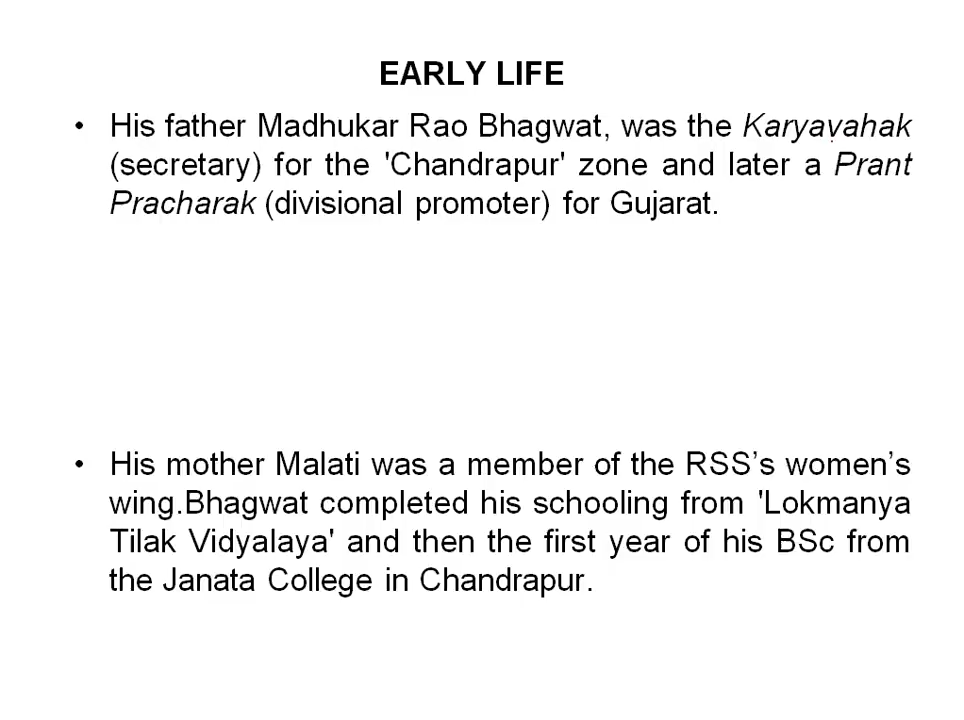 EARLY LIFE
• His father Madhukar Rao Bhagwat, was the Karyavahak
(secretary) for the 'Chandrapur' zone and later a Prant
Pracharak (divisional promoter) for Gujarat.
• His mother Malati was a member of the RSS’s women’s
wing.Bhagwat completed his schooling from 'Lokmanya
Tilak Vidyalaya' and then the first year of his BSc from
the Janata College in Chandrapur.